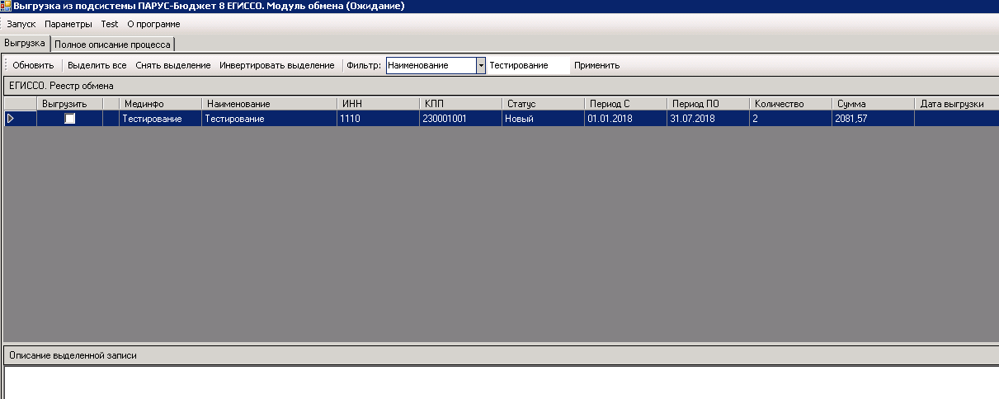 Выгрузка из подсистемы ПАРУС-Бюджет 8 ЕГИССО. Модуль обмена (Ожидание)
Запуск Параметры Test О программе
Выгрузка Полное описание процесса
Обновить Выделить все Снять выделение Инвертировать выделение Фильтр: Наименование Тестирование Применить
ЕГИССО. Реестр обмена
Выгрузить Мединфо Наименование ИНН КПП Статус Период С Период ПО Количество Сумма Дата выгрузки
Тестирование Тестирование 1110 230001001 Новый 01.01.2018 31.07.2018 2 2081,57
Описание выделенной записи